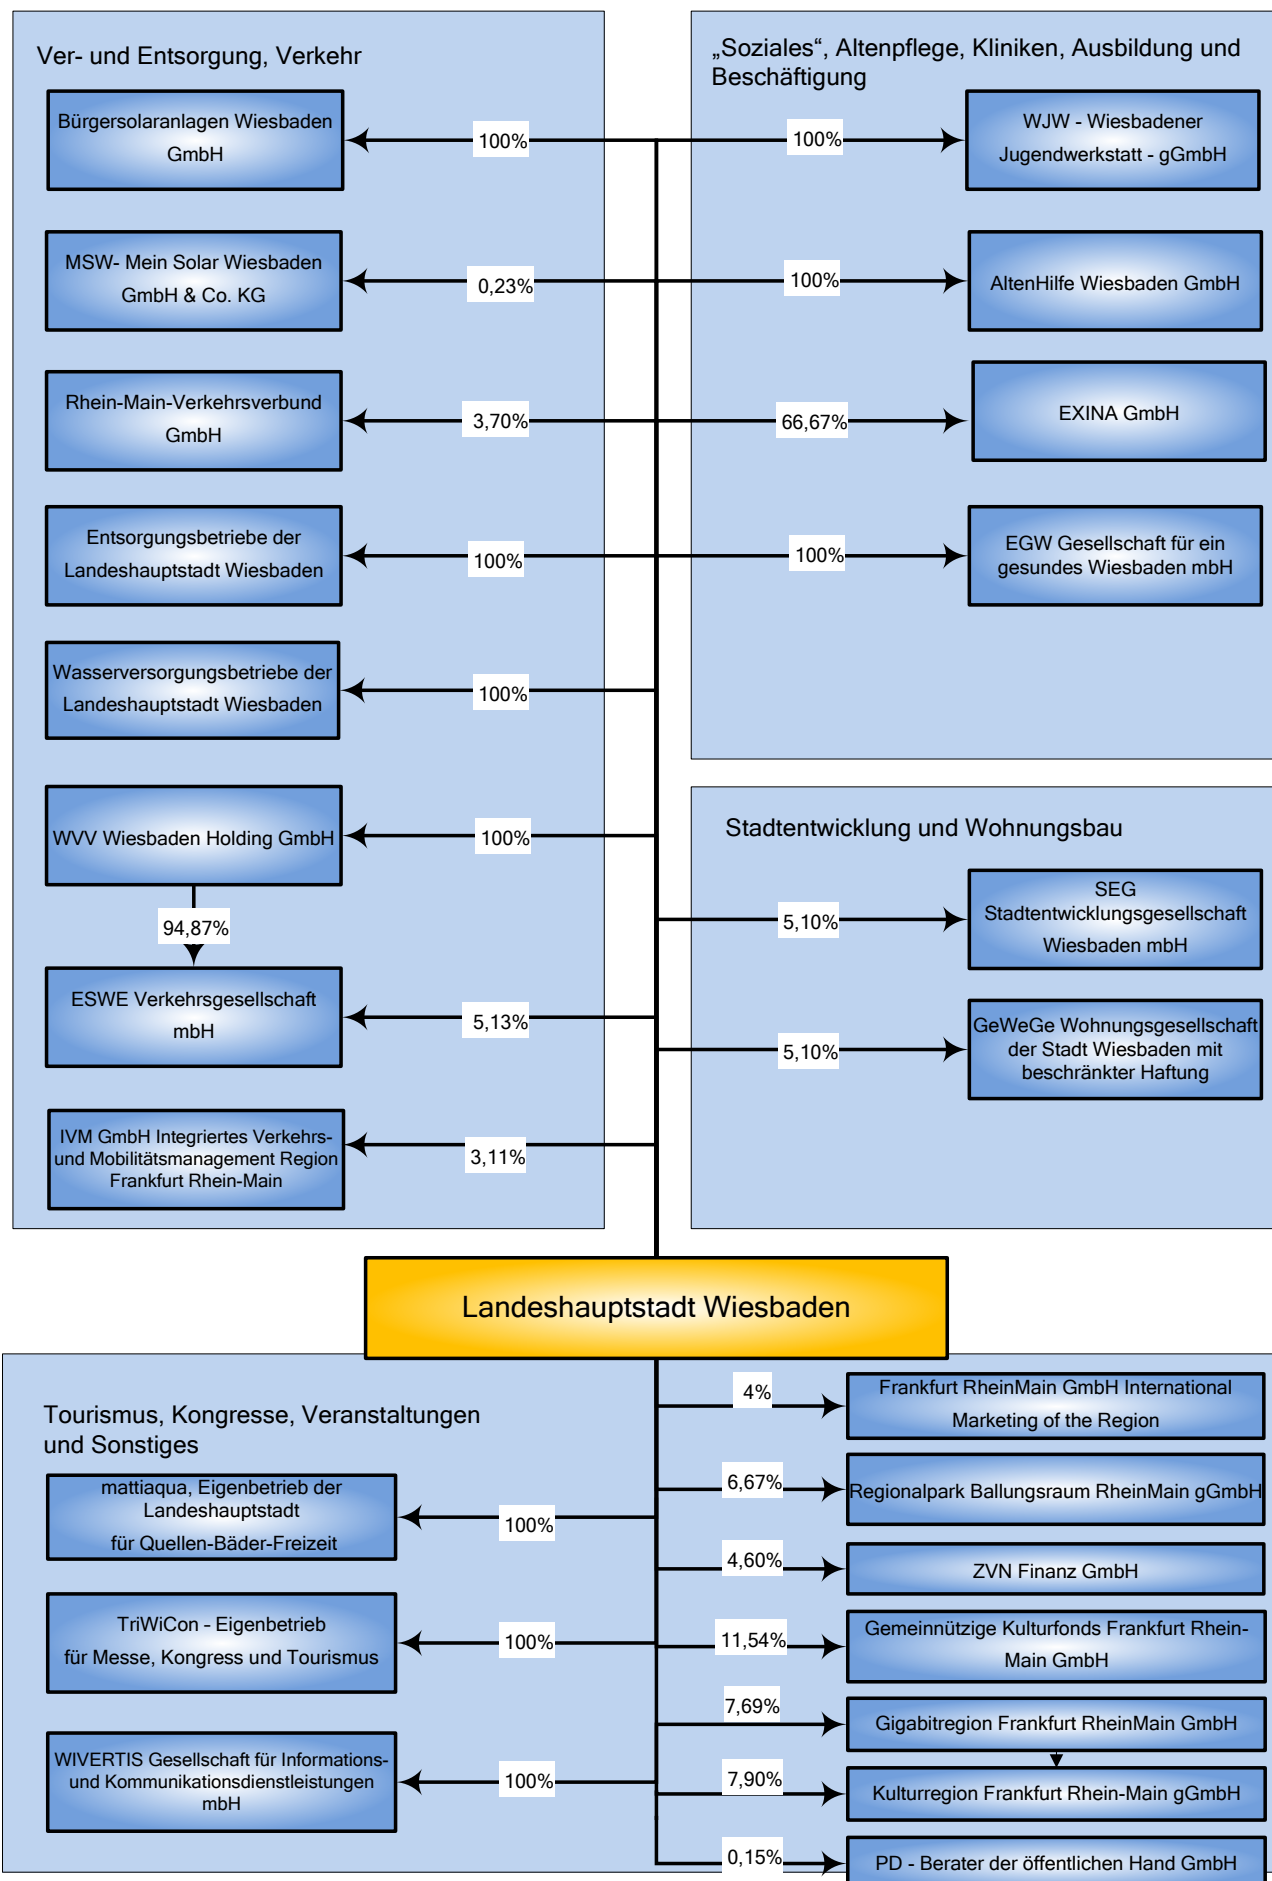 Ver- und Entsorgung, Verkehr
Bürgersolaranlagen Wiesbaden
GmbH
100%
MSW- Mein Solar Wiesbaden
GmbH & Co. KG
0,23%
Rhein-Main-Verkehrsverbund
GmbH
3,70%
Entsorgungsbetriebe der
Landeshauptstadt Wiesbaden
100%
Wasserversorgungsbetriebe der
Landeshauptstadt Wiesbaden
100%
WVV Wiesbaden Holding GmbH
100%
94,87%
ESWE Verkehrsgesellschaft
mbH
5,13%
IVM GmbH Integriertes Verkehrs-
und Mobilitätsmanagement Region
Frankfurt Rhein-Main
3,11%
„Soziales“, Altenpflege, Kliniken, Ausbildung und
Beschäftigung
100%
WJW - Wiesbadener
Jugendwerkstatt - gGmbH
100%
AltenHilfe Wiesbaden GmbH
66,67%
EXINA GmbH
100%
EGW Gesellschaft für ein
gesundes Wiesbaden mbH
Stadtentwicklung und Wohnungsbau
5,10%
SEG
Stadtentwicklungsgesellschaft
Wiesbaden mbH
5,10%
GeWeGe Wohnungsgesellschaft
der Stadt Wiesbaden mit
beschränkter Haftung
Landeshauptstadt Wiesbaden
Tourismus, Kongresse, Veranstaltungen
und Sonstiges
mattiaqua, Eigenbetrieb der
Landeshauptstadt
für Quellen-Bäder-Freizeit
100%
TriWiCon - Eigenbetrieb
für Messe, Kongress und Tourismus
100%
WIVERTIS Gesellschaft für Informations-
und Kommunikationsdienstleistungen
mbH
100%
4%
Frankfurt RheinMain GmbH International
Marketing of the Region
6,67%
Regionalpark Ballungsraum RheinMain gGmbH
4,60%
ZVN Finanz GmbH
11,54%
Gemeinnützige Kulturfonds Frankfurt Rhein-
Main GmbH
7,69%
Gigabitregion Frankfurt RheinMain GmbH
7,90%
Kulturregion Frankfurt Rhein-Main gGmbH
0,15%
PD - Berater der öffentlichen Hand GmbH